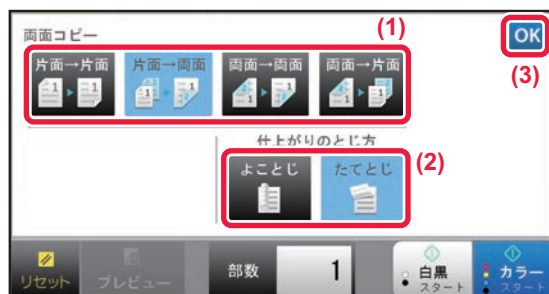 両面コピー
(1)
OK
(3)
片面→片面 片面→両面 両面→両面 両面→片面
仕上がりのとじ方
よことじ たてとじ
(2)
リセット プレビュー 部数 1 白黒 カラー
スタート スタート